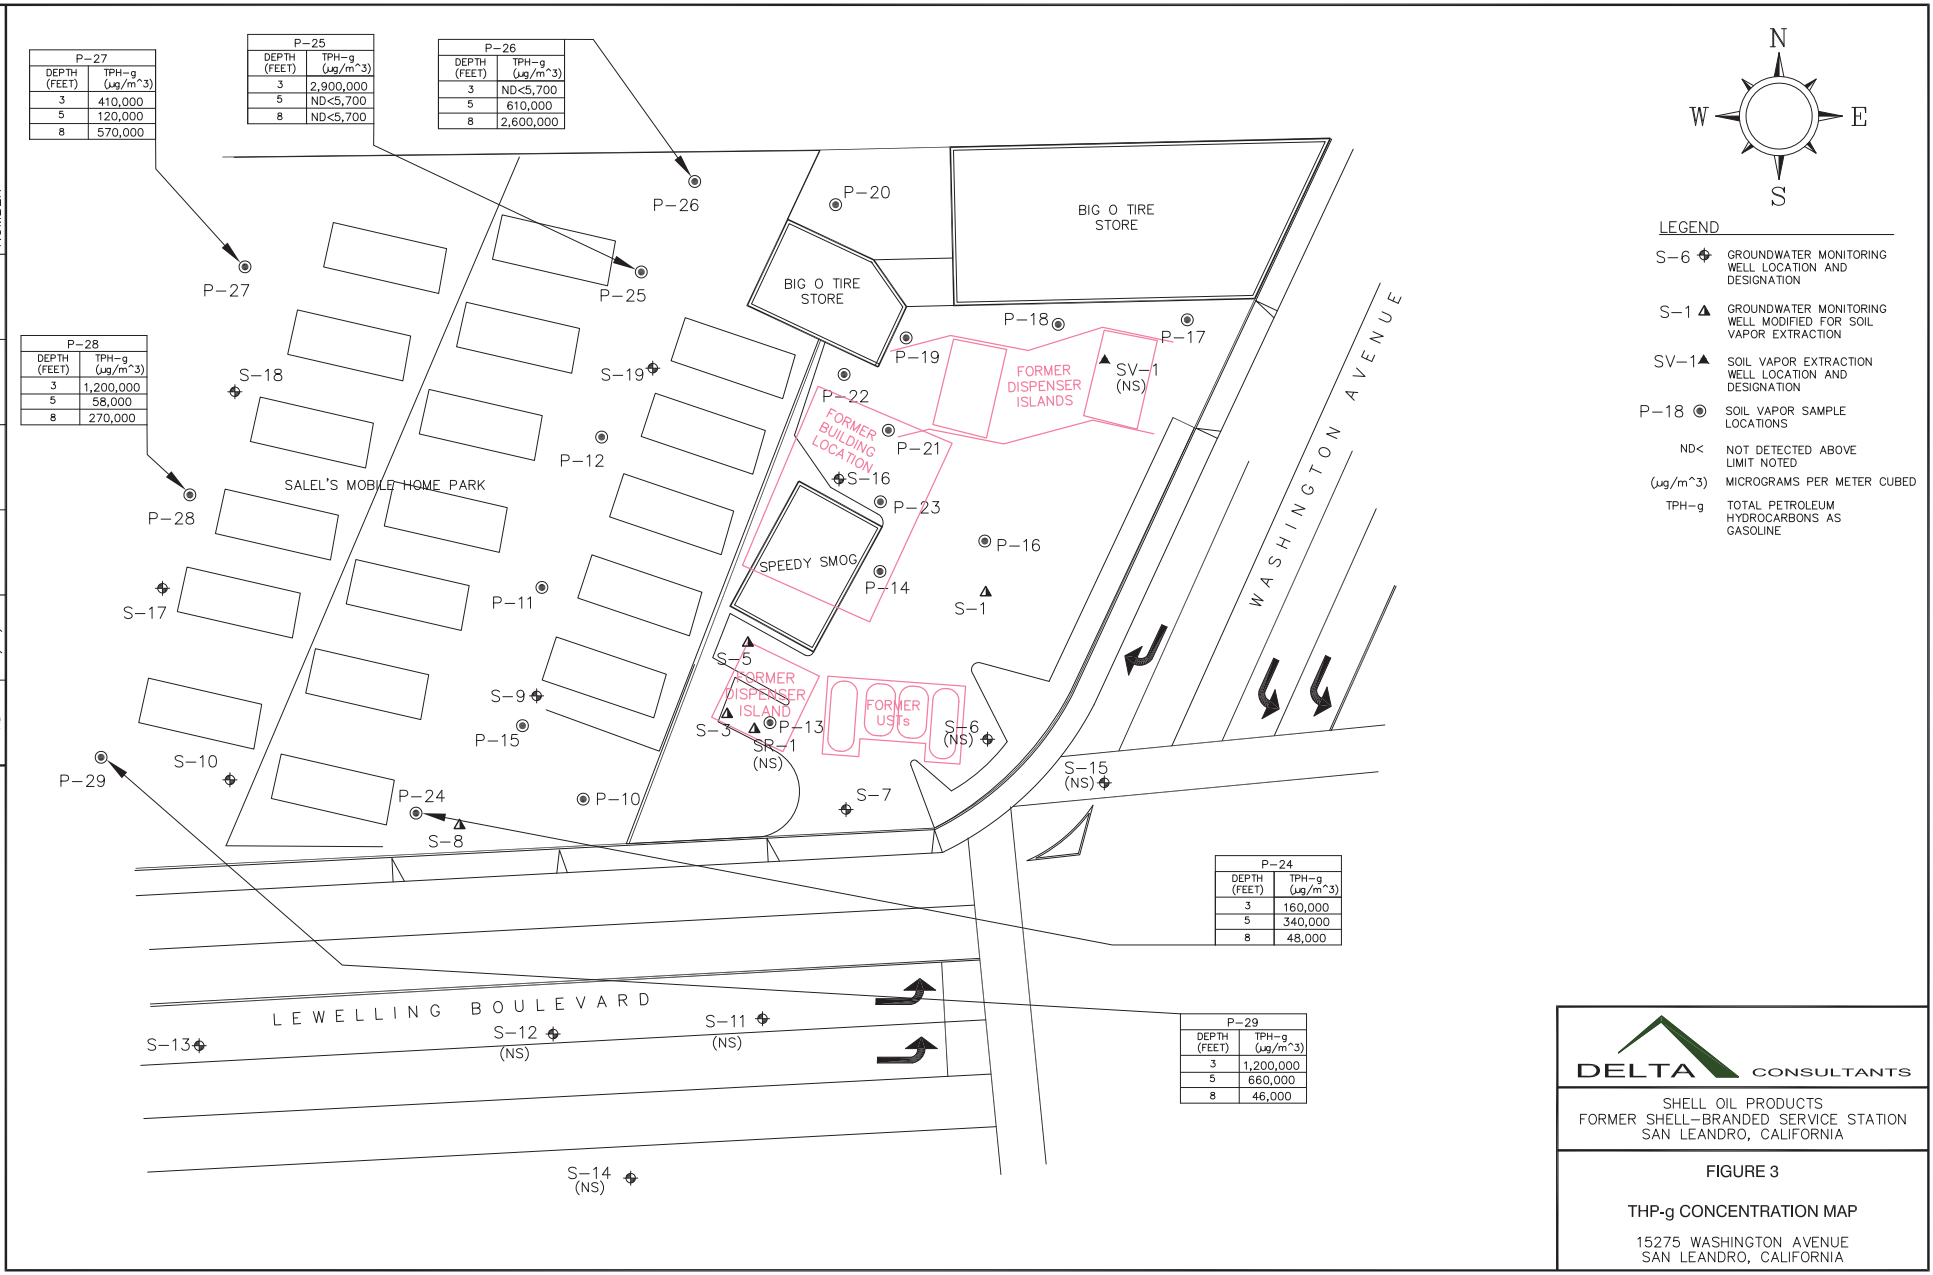 P-27
DEPTH (FEET) TPH-g (µg/m^3)
3 410,000
5 120,000
8 570,000
P-25
DEPTH (FEET) TPH-g (µg/m^3)
3 2,900,000
5 ND<5,700
8 ND<5,700
P-26
DEPTH (FEET) TPH-g (µg/m^3)
3 ND<5,700
5 610,000
8 2,600,000
P-28
DEPTH (FEET) TPH-g (µg/m^3)
3 1,200,000
5 58,000
8 270,000
N
W E
S
LEGEND
S-6 GROUNDWATER MONITORING
WELL LOCATION AND
DESIGNATION
S-1 GROUNDWATER MONITORING
WELL MODIFIED FOR SOIL
VAPOR EXTRACTION
SV-1 SOIL VAPOR EXTRACTION
WELL LOCATION AND
DESIGNATION
P-18 SOIL VAPOR SAMPLE
LOCATIONS
ND< NOT DETECTED ABOVE
LIMIT NOTED
(µg/m^3) MICROGRAMS PER METER CUBED
TPH-g TOTAL PETROLEUM
HYDROCARBONS AS
GASOLINE
P-26
P-20
BIG O TIRE
STORE
P-27
P-25
BIG O TIRE
STORE
P-18
P-17
P-19
S-18
S-19
P-22
FORMER
DISPENSER
ISLANDS
SV-1
(NS)
WASHINGTON AVENUE
FORMER
BUILDING
LOCATION
P-12
P-21
SALEL'S MOBILE HOME PARK
S-16
P-28
P-23
P-16
SPEEDY SMOG
P-14
S-17
P-11
S-1
S-5
FORMER
DISPENSER
ISLAND
S-9
FORMER
USTs
S-3
P-13
S-6
(NS)
P-15
SR-1
(NS)
S-10
P-29
S-15
(NS)
P-24
P-10
S-7
S-8
P-24
DEPTH (FEET) TPH-g (µg/m^3)
3 160,000
5 340,000
8 48,000
LEWELLING BOULEVARD
S-13
S-12
(NS)
S-11
(NS)
P-29
DEPTH (FEET) TPH-g (µg/m^3)
3 1,200,000
5 660,000
8 46,000
S-14
(NS)
DELTA CONSULTANTS
SHELL OIL PRODUCTS
FORMER SHELL-BRANDED SERVICE STATION
SAN LEANDRO, CALIFORNIA
FIGURE 3
THP-g CONCENTRATION MAP
15275 WASHINGTON AVENUE
SAN LEANDRO, CALIFORNIA